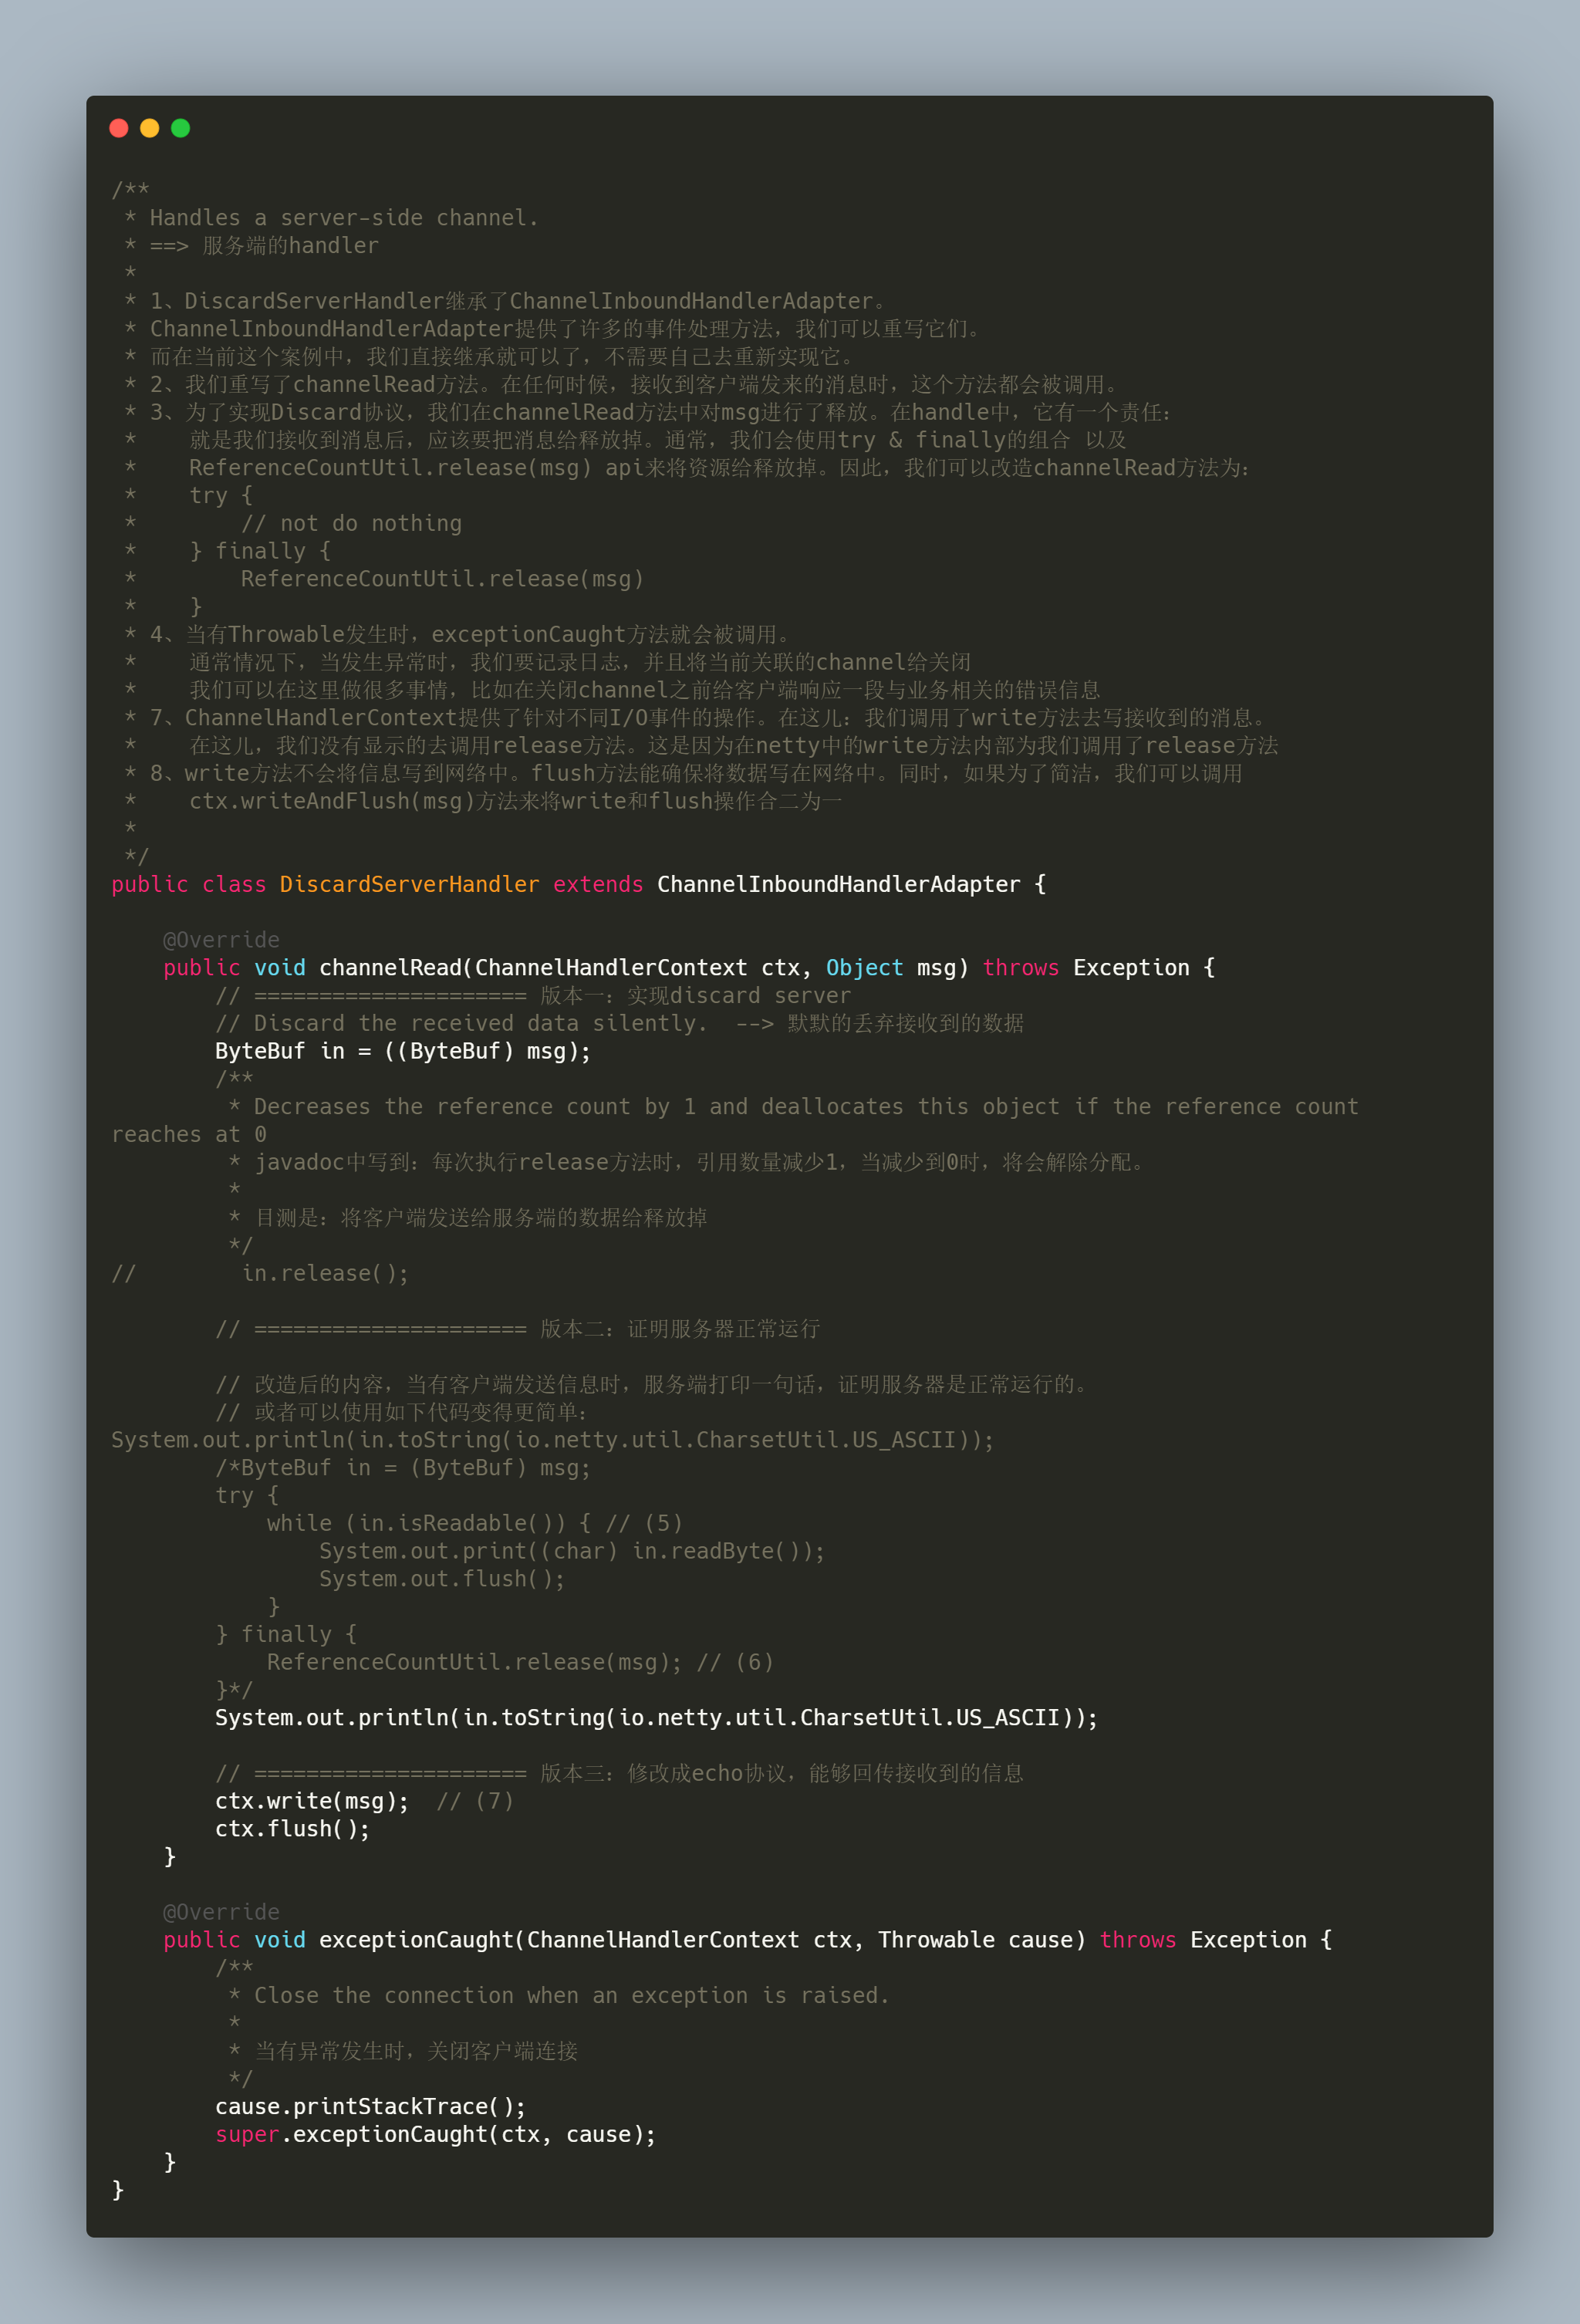 /**
 * Handles a server-side channel.
 * ==> 服务端的handler
 *
 * 1、DiscardServerHandler继承了ChannelInboundHandlerAdapter。
 * ChannelInboundHandlerAdapter提供了许多的事件处理方法，我们可以重写它们。
 * 而在当前这个案例中，我们直接继承就可以了，不需要自己去重新实现它。
 * 2、我们重写了channelRead方法。在任何时候，接收到客户端发来的消息时，这个方法都会被调用。
 * 3、为了实现Discard协议，我们在channelRead方法中对msg进行了释放。在handle中，它有一个责任：
 *    就是我们接收到消息后，应该要把消息给释放掉。通常，我们会使用try & finally的组合 以及
 *    ReferenceCountUtil.release(msg) api来将资源给释放掉。因此，我们可以改造channelRead方法为：
 *    try {
 *        // not do nothing
 *    } finally {
 *        ReferenceCountUtil.release(msg)
 *    }
 * 4、当有Throwable发生时，exceptionCaught方法就会被调用。
 *    通常情况下，当发生异常时，我们要记录日志，并且将当前关联的channel给关闭
 *    我们可以在这里做很多事情，比如在关闭channel之前给客户端响应一段与业务相关的错误信息
 * 7、ChannelHandlerContext提供了针对不同I/O事件的操作。在这儿：我们调用了write方法去写接收到的消息。
 *    在这儿，我们没有显示的去调用release方法。这是因为在netty中的write方法内部为我们调用了release方法
 * 8、write方法不会将信息写到网络中。flush方法能确保将数据写在网络中。同时，如果为了简洁，我们可以调用
 *    ctx.writeAndFlush(msg)方法来将write和flush操作合二为一
 *
 */
public class DiscardServerHandler extends ChannelInboundHandlerAdapter {

    @Override
    public void channelRead(ChannelHandlerContext ctx, Object msg) throws Exception {
        // ===================== 版本一：实现discard server
        // Discard the received data silently.  --> 默默的丢弃接收到的数据
        ByteBuf in = ((ByteBuf) msg);
        /**
         * Decreases the reference count by 1 and deallocates this object if the reference count
reaches at 0
         * javadoc中写到：每次执行release方法时，引用数量减少1，当减少到0时，将会解除分配。
         *
         * 目测是：将客户端发送给服务端的数据给释放掉
         */
//        in.release();

        // ===================== 版本二：证明服务器正常运行

        // 改造后的内容，当有客户端发送信息时，服务端打印一句话，证明服务器是正常运行的。
        // 或者可以使用如下代码变得更简单：
System.out.println(in.toString(io.netty.util.CharsetUtil.US_ASCII));
        /*ByteBuf in = (ByteBuf) msg;
        try {
            while (in.isReadable()) { // (5)
                System.out.print((char) in.readByte());
                System.out.flush();
            }
        } finally {
            ReferenceCountUtil.release(msg); // (6)
        }*/
        System.out.println(in.toString(io.netty.util.CharsetUtil.US_ASCII));

        // ===================== 版本三：修改成echo协议，能够回传接收到的信息
        ctx.write(msg);  // (7)
        ctx.flush();
    }

    @Override
    public void exceptionCaught(ChannelHandlerContext ctx, Throwable cause) throws Exception {
        /**
         * Close the connection when an exception is raised.
         *
         * 当有异常发生时，关闭客户端连接
         */
        cause.printStackTrace();
        super.exceptionCaught(ctx, cause);
    }
}